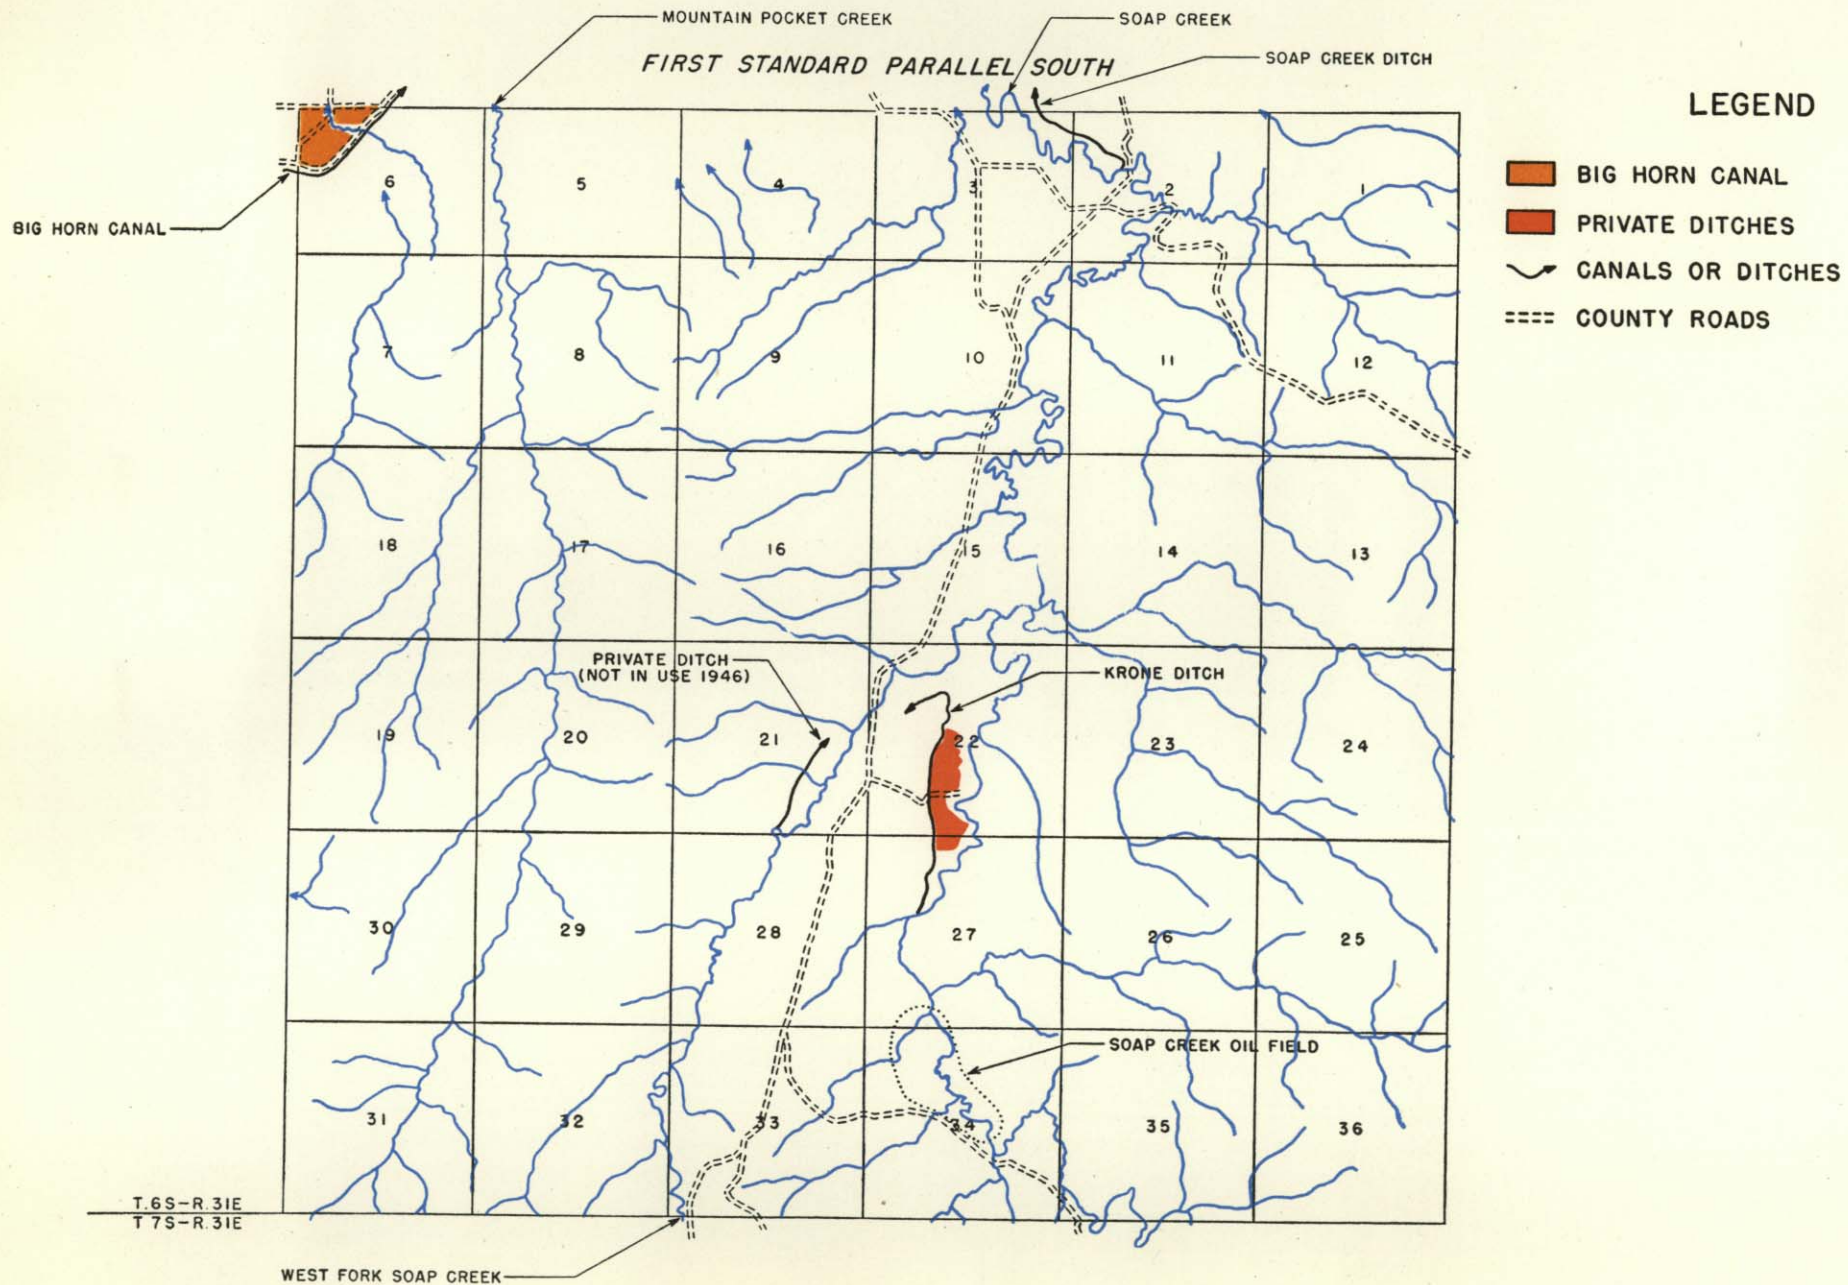 MOUNTAIN POCKET CREEK
SOAP CREEK
FIRST STANDARD PARALLEL SOUTH
SOAP CREEK DITCH
LEGEND
BIG HORN CANAL
PRIVATE DITCHES
CANALS OR DITCHES
COUNTY ROADS
BIG HORN CANAL
6 5 4 3 2 1
7 8 9 10 11 12
18 17 16 15 14 13
PRIVATE DITCH
(NOT IN USE 1946)
KRONE DITCH
19 20 21 22 23 24
30 29 28 27 26 25
SOAP CREEK OIL FIELD
31 32 33 34 35 36
T.6S-R.31E
T7S-R.31E
WEST FORK SOAP CREEK